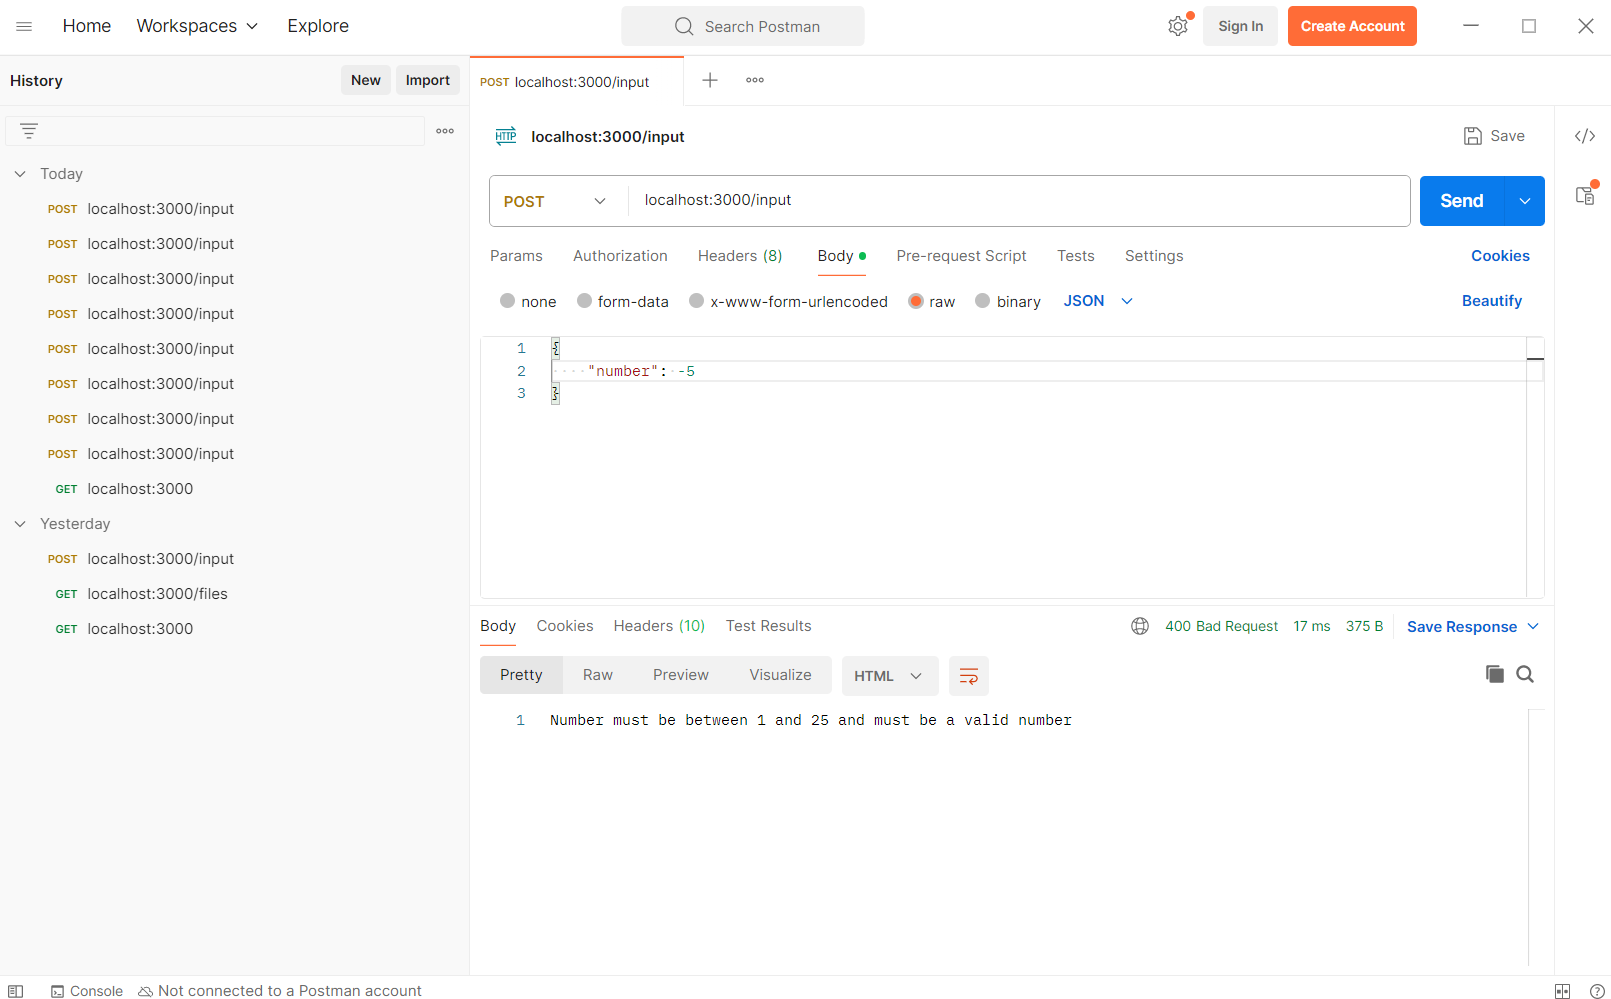 Home Workspaces Explore Search Postman Sign In Create Account
History New Import
POST localhost:3000/input
HTTP localhost:3000/input Save
Today
POST localhost:3000/input
POST localhost:3000/input
POST localhost:3000/input
POST localhost:3000/input
POST localhost:3000/input
POST localhost:3000/input
POST localhost:3000/input
POST localhost:3000/input
GET localhost:3000
Yesterday
POST localhost:3000/input
GET localhost:3000/files
GET localhost:3000
POST localhost:3000/input Send
Params Authorization Headers (8) Body Pre-request Script Tests Settings Cookies
none form-data x-www-form-urlencoded raw binary JSON Beautify
1 {
2 "number": -5
3 }
Body Cookies Headers (10) Test Results 400 Bad Request 17 ms 375 B Save Response
Pretty Raw Preview Visualize HTML
1 Number must be between 1 and 25 and must be a valid number
Console Not connected to a Postman account